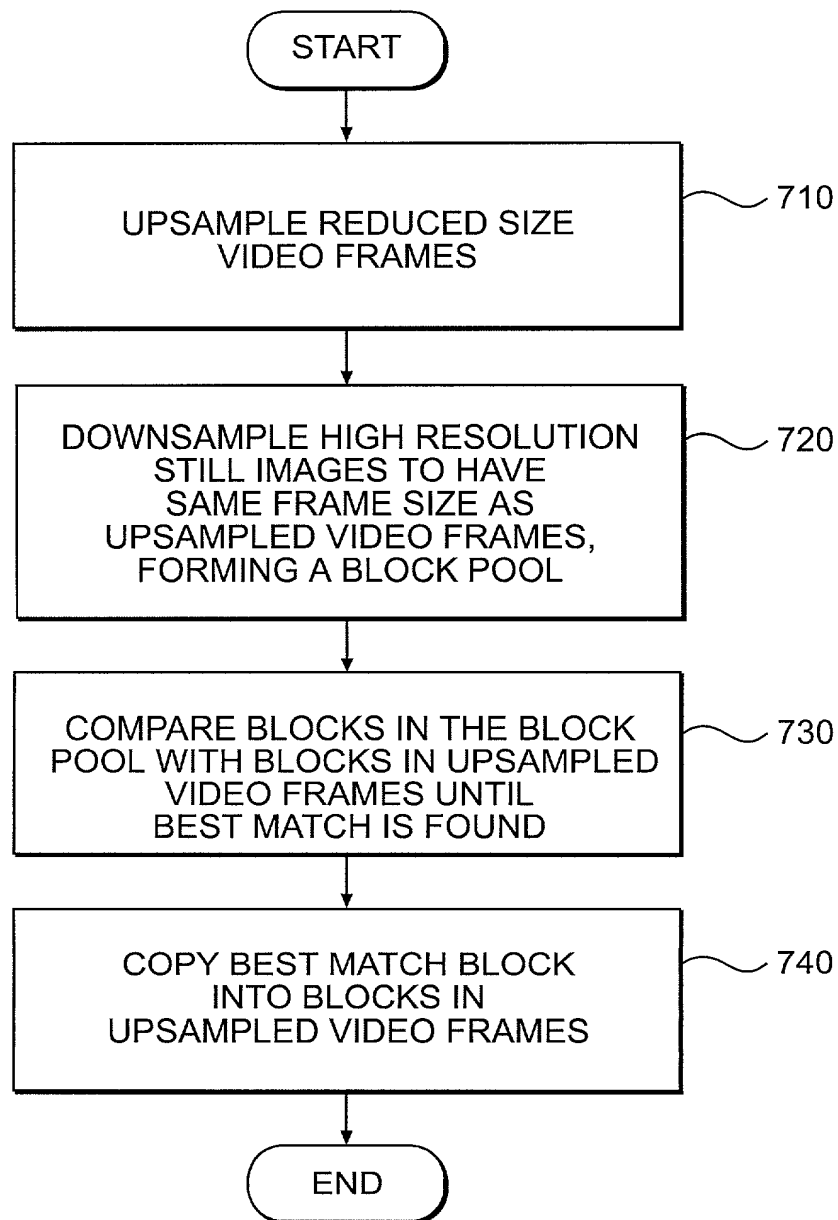 START
UPSAMPLE REDUCED SIZE
VIDEO FRAMES
710
DOWNSAMPLE HIGH RESOLUTION
STILL IMAGES TO HAVE
SAME FRAME SIZE AS
UPSAMPLED VIDEO FRAMES,
FORMING A BLOCK POOL
720
COMPARE BLOCKS IN THE BLOCK
POOL WITH BLOCKS IN UPSAMPLED
VIDEO FRAMES UNTIL
BEST MATCH IS FOUND
730
COPY BEST MATCH BLOCK
INTO BLOCKS IN
UPSAMPLED VIDEO FRAMES
740
END